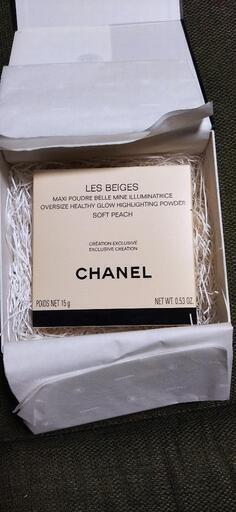 LES BEIGES
MAXI POUDRE BELLE MINE ILLUMINATRICE
OVERSIZE HEALTHY GLOW HIGHLIGHTING POWDER
SOFT PEACH
CRÉATION EXCLUSIVE
EXCLUSIVE CREATION
CHANEL
POIDS NET 15 g NET WT. 0.53 OZ.